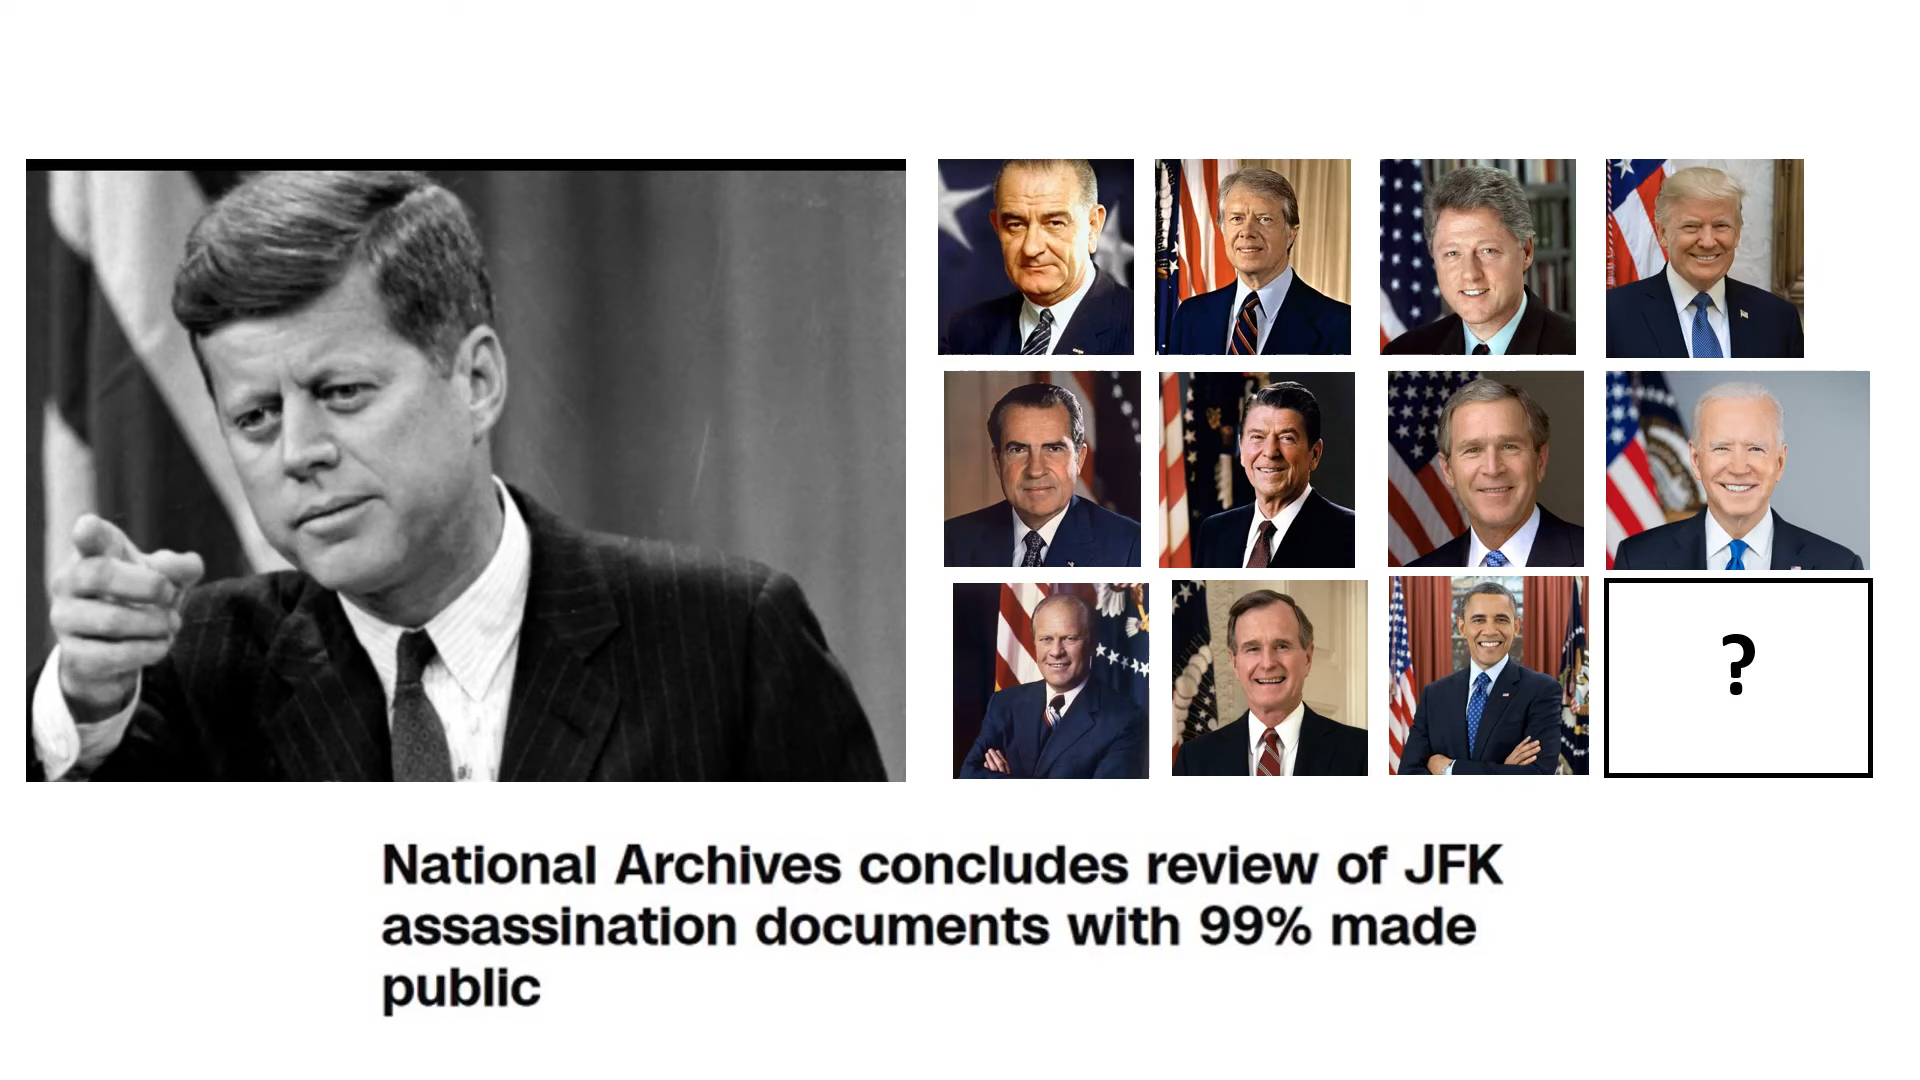 ?
National Archives concludes review of JFK
assassination documents with 99% made
public